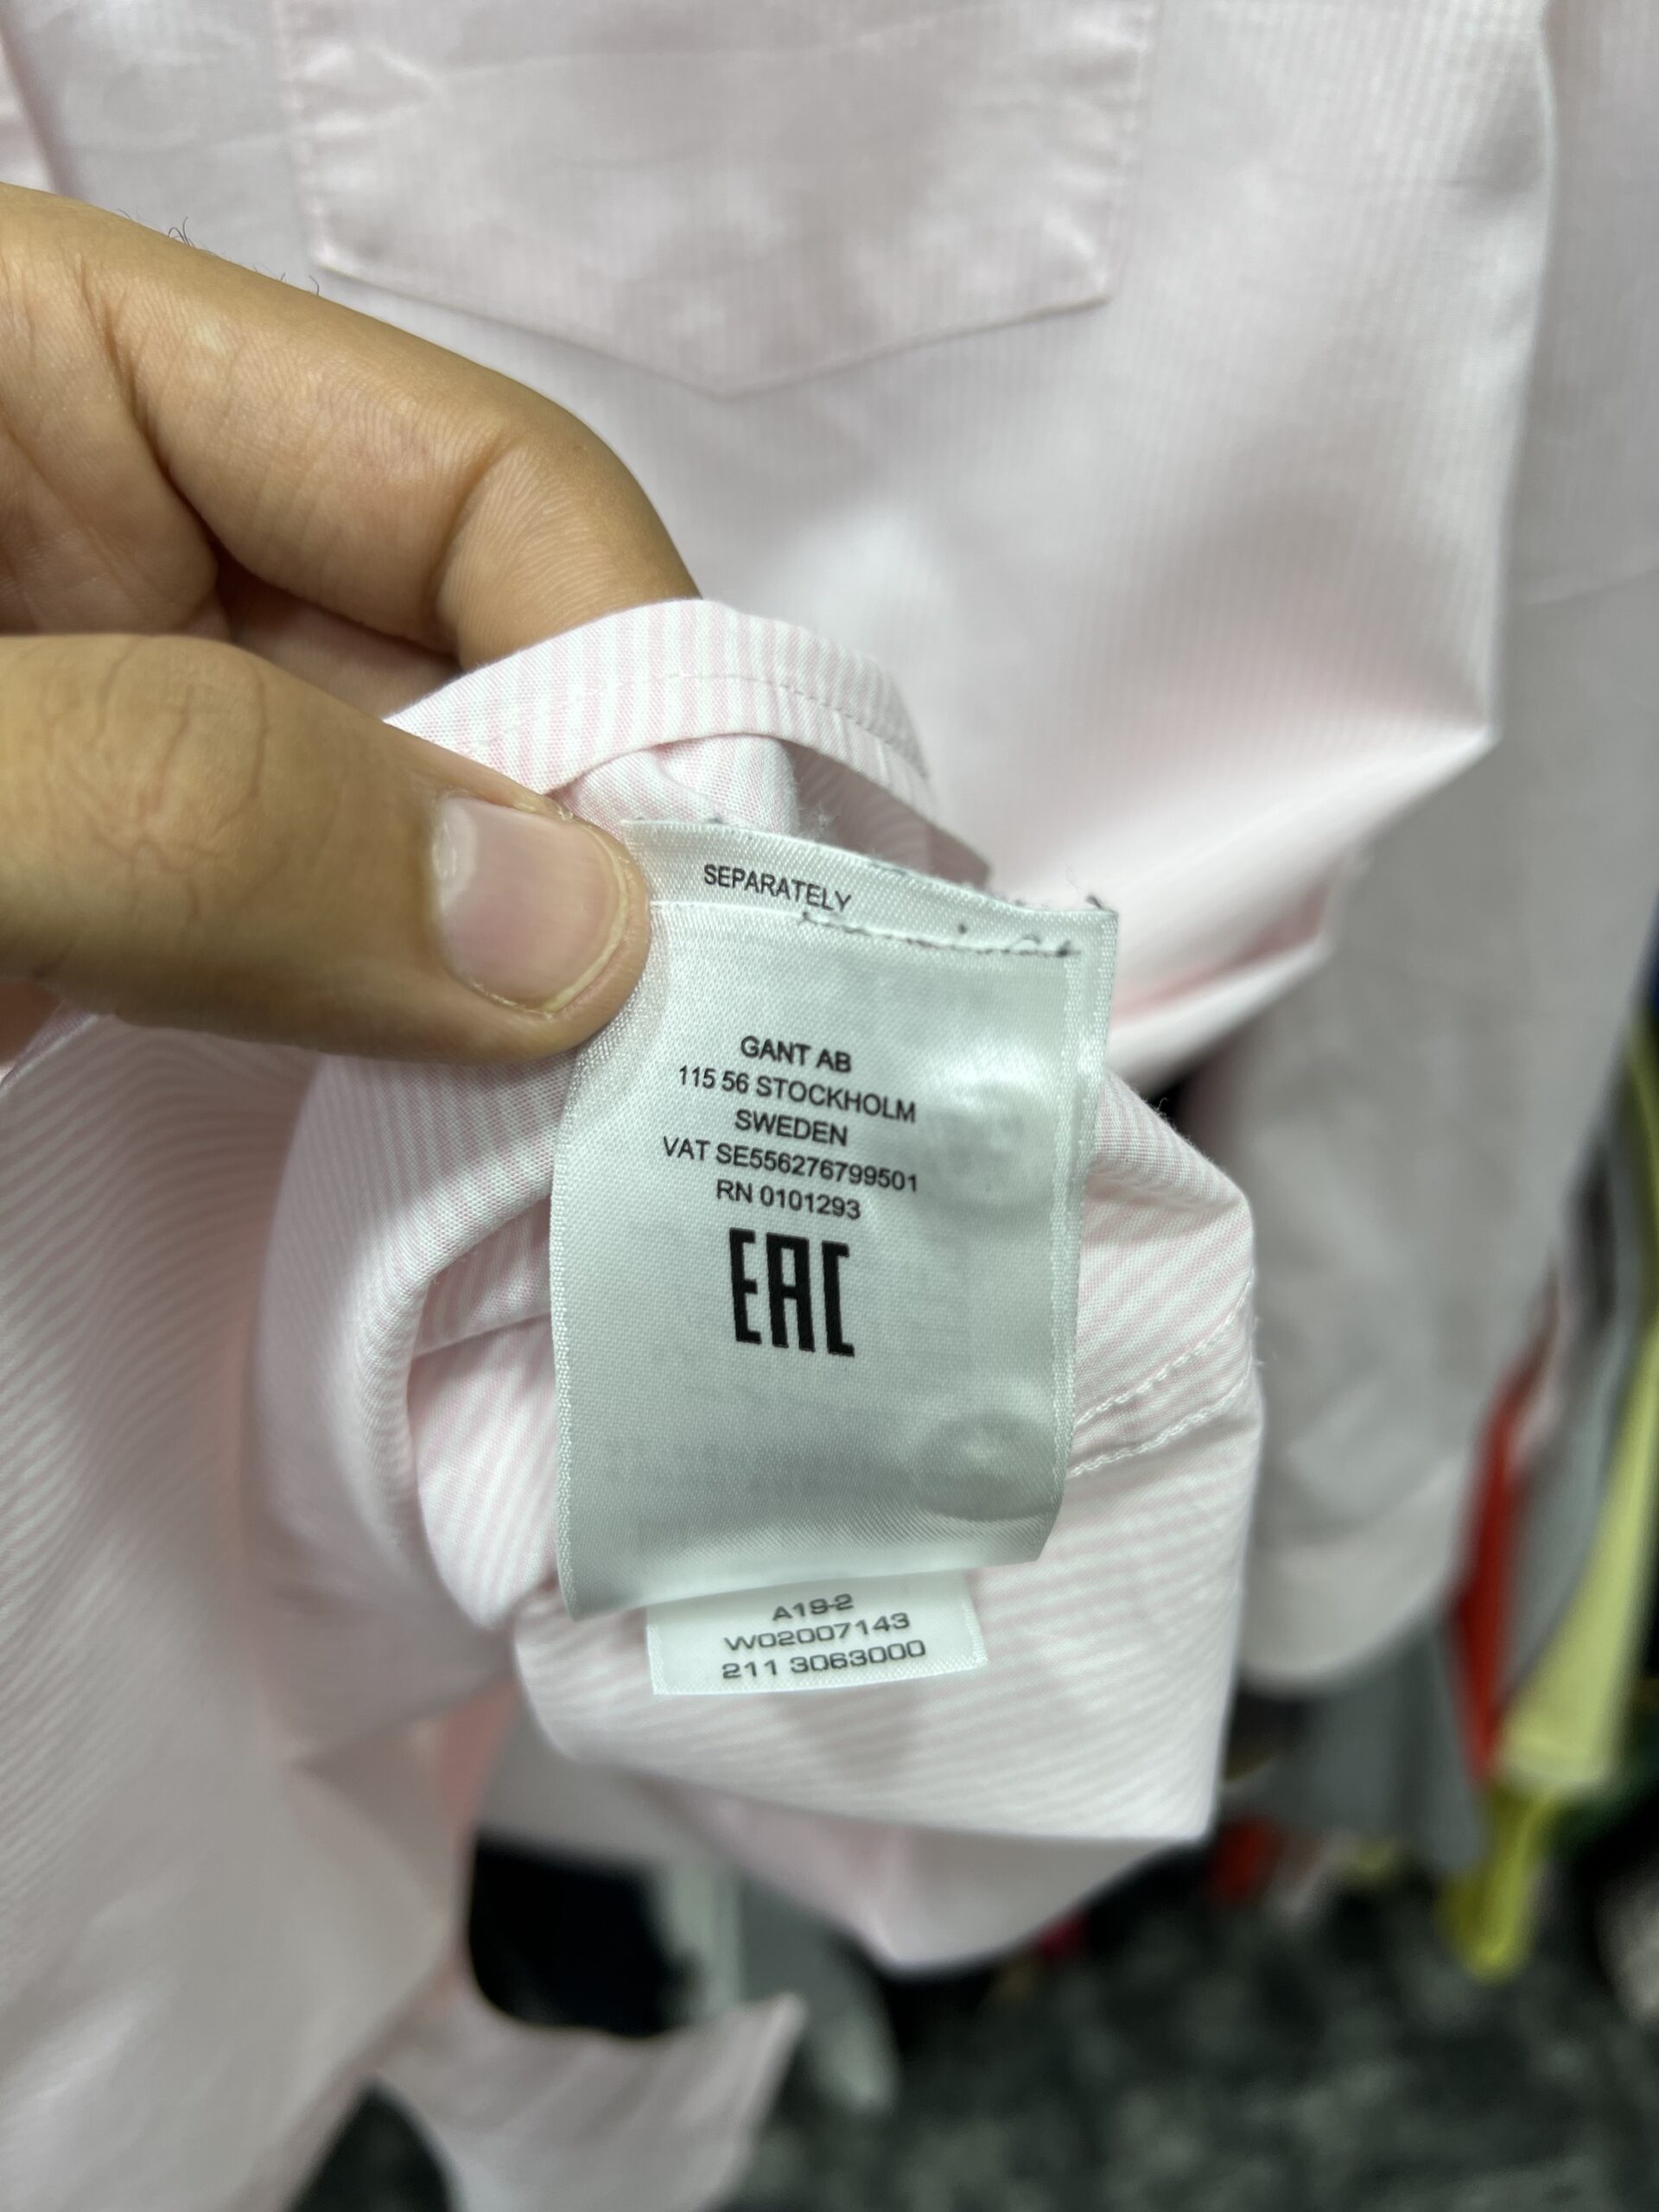 SEPARATELY
GANT AB
115 56 STOCKHOLM
SWEDEN
VAT SE556276799501
RN 0101293
EAC
A19-2
W02007143
211 3063000